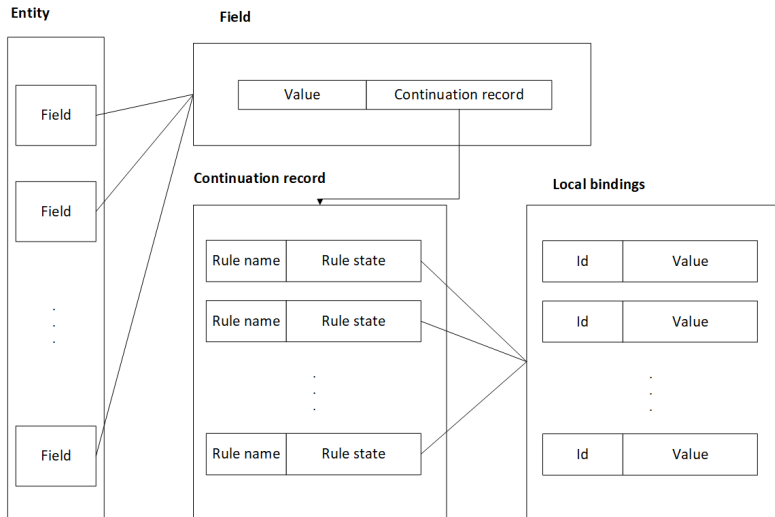 Entity
Field
Field
Value Continuation record
Field
Field
Continuation record
Local bindings
Rule name Rule state
Id Value
Rule name Rule state
Id Value
.
.
.
.
.
.
.
.
.
Field
Rule name Rule state
Id Value